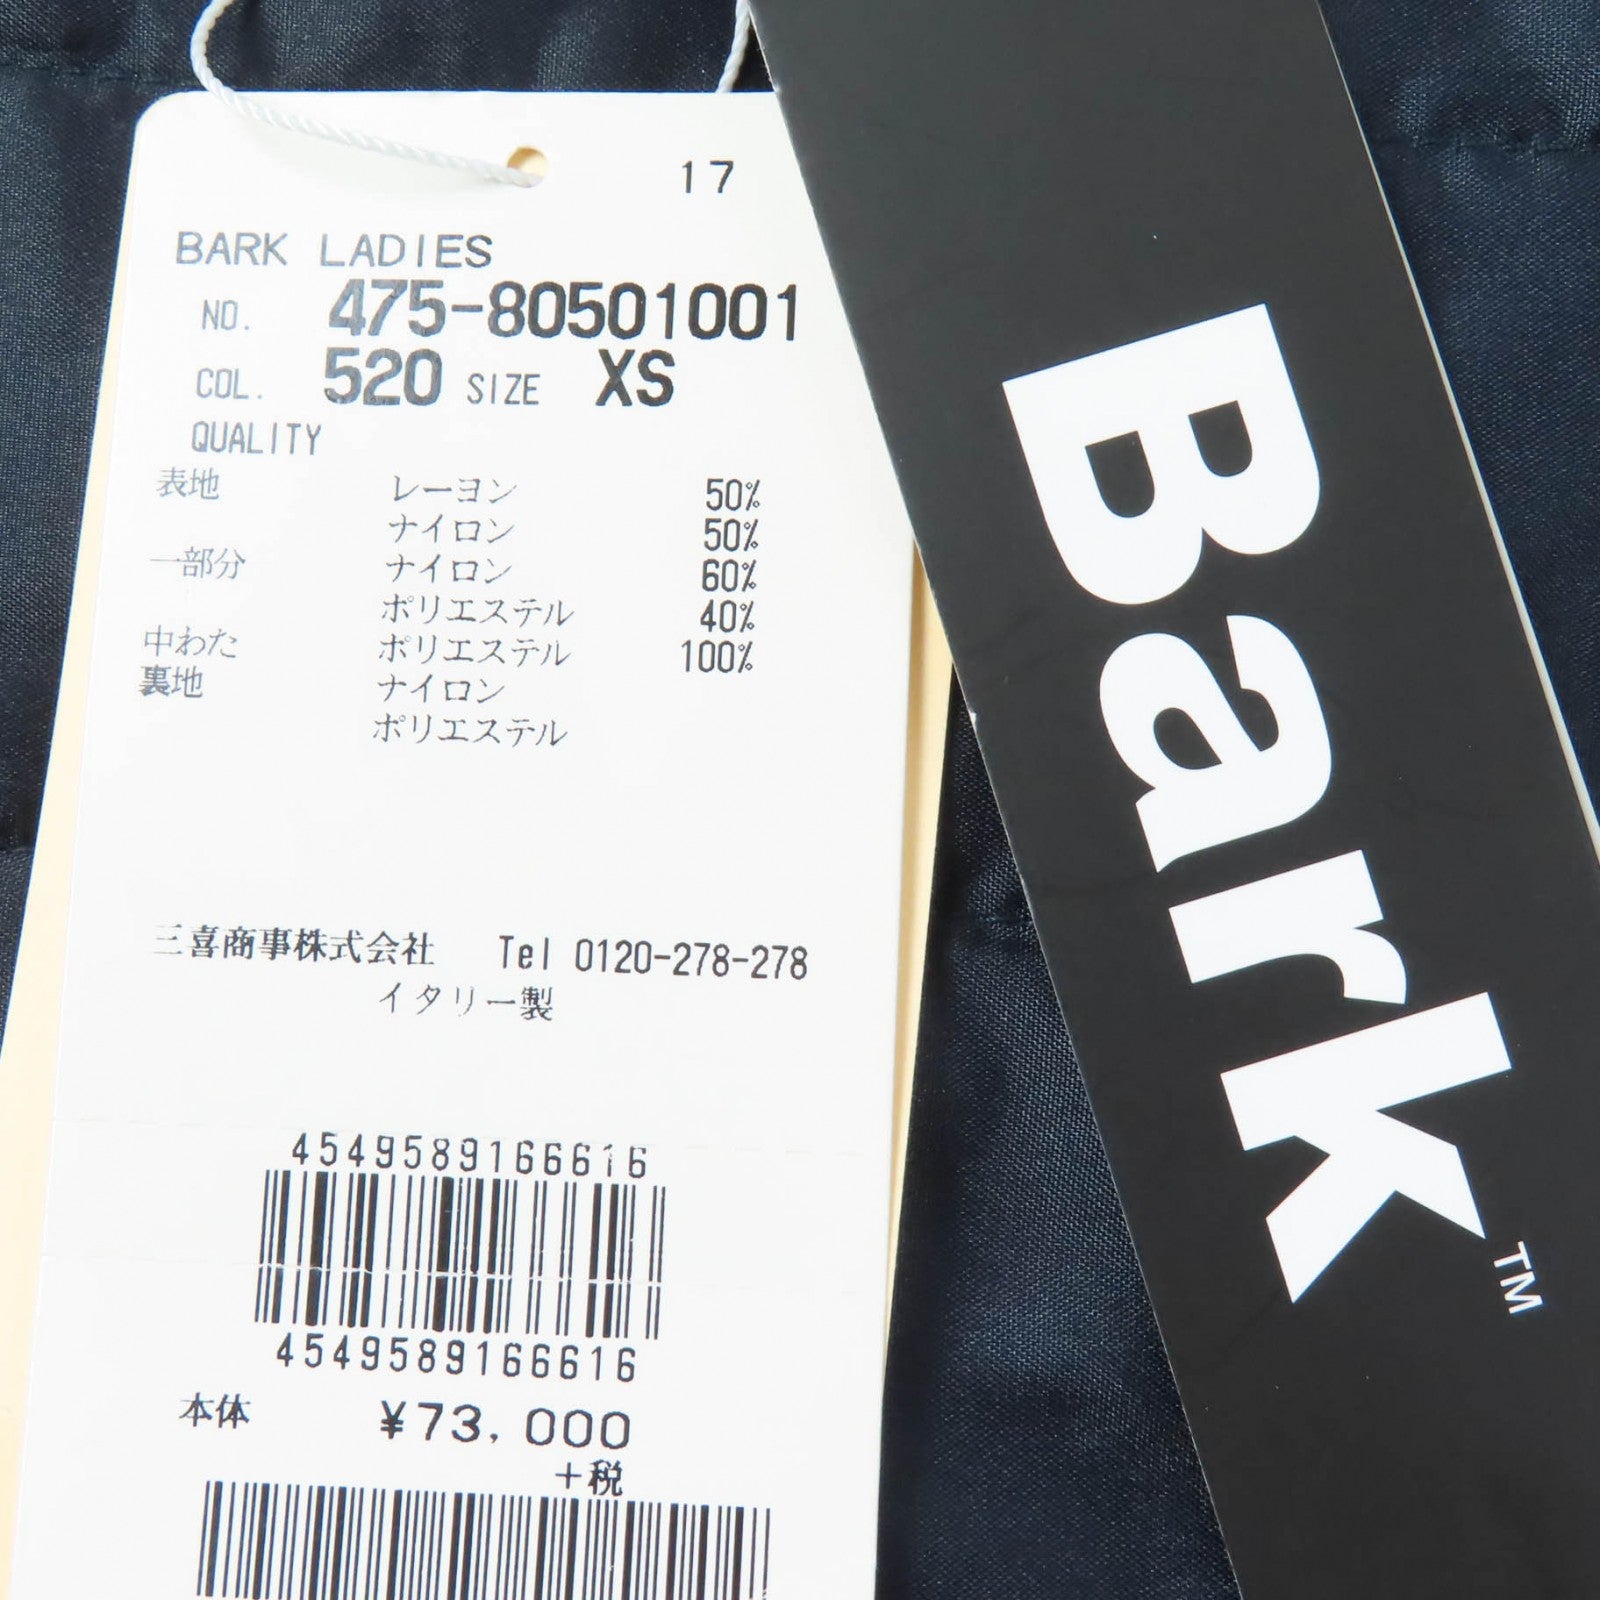 17
BARK LADIES
NO. 475-80501001
COL. 520 SIZE XS
QUALITY
表地 レーヨン 50%
ナイロン 50%
一部分 ナイロン 60%
ポリエステル 40%
中わた ポリエステル 100%
裏地 ナイロン
ポリエステル
三喜商事株式会社 Tel 0120-278-278
イタリー製
4549589166616
4549589166616
本体 ¥73,000
+税
Bark™